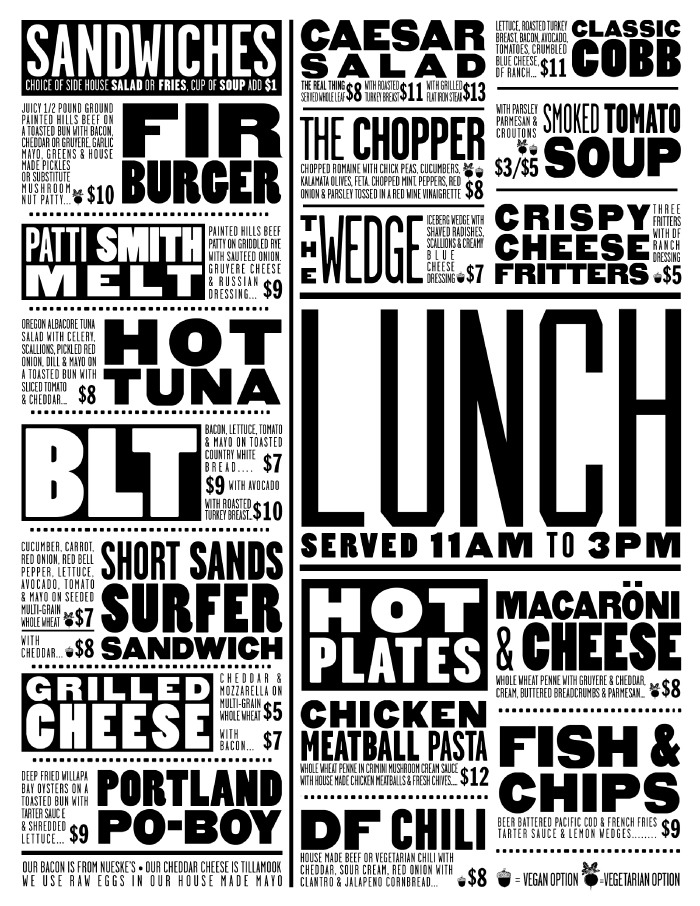 SANDWICHES
CHOICE OF SIDE HOUSE SALAD OR FRIES, CUP OF SOUP ADD $1
JUICY 1/2 POUND GROUND
PAINTED HILLS BEEF ON
A TOASTED BUN WITH BACON,
CHEDDAR OR GRUYERE, GARLIC
MAYO, GREENS & HOUSE
MADE PICKLES
OR SUBSTITUTE
MUSHROOM
NUT PATTY... $10
FIR
BURGER
PATTI SMITH
MELT
PAINTED HILLS BEEF
PATTY ON GRIDDLED RYE
WITH SAUTEED ONION,
GRUYERE CHEESE
& RUSSIAN
DRESSING... $9
OREGON ALBACORE TUNA
SALAD WITH CELERY,
SCALLIONS, PICKLED RED
ONION, DILL & MAYO ON
A TOASTED BUN WITH
SLICED TOMATO
& CHEDDAR... $8
HOT
TUNA
BLT
BACON, LETTUCE, TOMATO
& MAYO ON TOASTED
COUNTRY WHITE
BREAD.... $7
$9 WITH AVOCADO
WITH ROASTED
TURKEY BREAST.. $10
CUCUMBER, CARROT,
RED ONION, RED BELL
PEPPER, LETTUCE,
AVOCADO, TOMATO
& MAYO ON SEEDED
MULTI-GRAIN
WHOLE WHEAT $7
WITH
CHEDDAR... $8
SHORT SANDS
SURFER
SANDWICH
GRILLED
CHEESE
CHEDDAR &
MOZZARELLA ON
MULTI-GRAIN
WHOLE WHEAT $5
WITH
BACON... $7
DEEP FRIED WILLAPA
BAY OYSTERS ON A
TOASTED BUN WITH
TARTER SAUCE
& SHREDDED
LETTUCE... $9
PORTLAND
PO-BOY
OUR BACON IS FROM NUESKE'S • OUR CHEDDAR CHEESE IS TILLAMOOK
WE USE RAW EGGS IN OUR HOUSE MADE MAYO
CAESAR
SALAD
THE REAL THING SERVED WHOLE LEAF $8 WITH ROASTED TURKEY BREAST $11 WITH GRILLED FLAT IRON STEAK $13
THE CHOPPER
CHOPPED ROMAINE WITH CHICK PEAS, CUCUMBERS,
KALAMATA OLIVES, FETA, CHOPPED MINT, PEPPERS, RED
ONION & PARSLEY TOSSED IN A RED WINE VINAIGRETTE $8
THE WEDGE
ICEBERG WEDGE WITH
SHAVED RADISHES,
SCALLIONS & CREAMY
BLUE
CHEESE
DRESSING $7
LETTUCE, ROASTED TURKEY
BREAST, BACON, AVOCADO,
TOMATOES, CRUMBLED
BLUE CHEESE,
DF RANCH... $11
CLASSIC
COBB
WITH PARSLEY
PARMESAN &
CROUTONS
$3/$5
SMOKED TOMATO
SOUP
CRISPY
CHEESE
FRITTERS
THREE
FRITTERS
WITH DF
RANCH
DRESSING
$5
LUNCH
SERVED 11AM TO 3PM
HOT
PLATES
CHICKEN
MEATBALL PASTA
WHOLE WHEAT PENNE IN CRIMINI MUSHROOM CREAM SAUCE
WITH HOUSE MADE CHICKEN MEATBALLS & FRESH CHIVES... $12
DF CHILI
HOUSE MADE BEEF OR VEGETARIAN CHILI WITH
CHEDDAR, SOUR CREAM, RED ONION WITH
CLANTRO & JALAPENO CORNBREAD... $8
MACARÖNI
& CHEESE
WHOLE WHEAT PENNE WITH GRUYERE & CHEDDAR,
CREAM, BUTTERED BREADCRUMBS & PARMESAN... $8
FISH &
CHIPS
BEER BATTERED PACIFIC COD & FRENCH FRIES
TARTER SAUCE & LEMON WEDGES........ $9
= VEGAN OPTION = VEGETARIAN OPTION